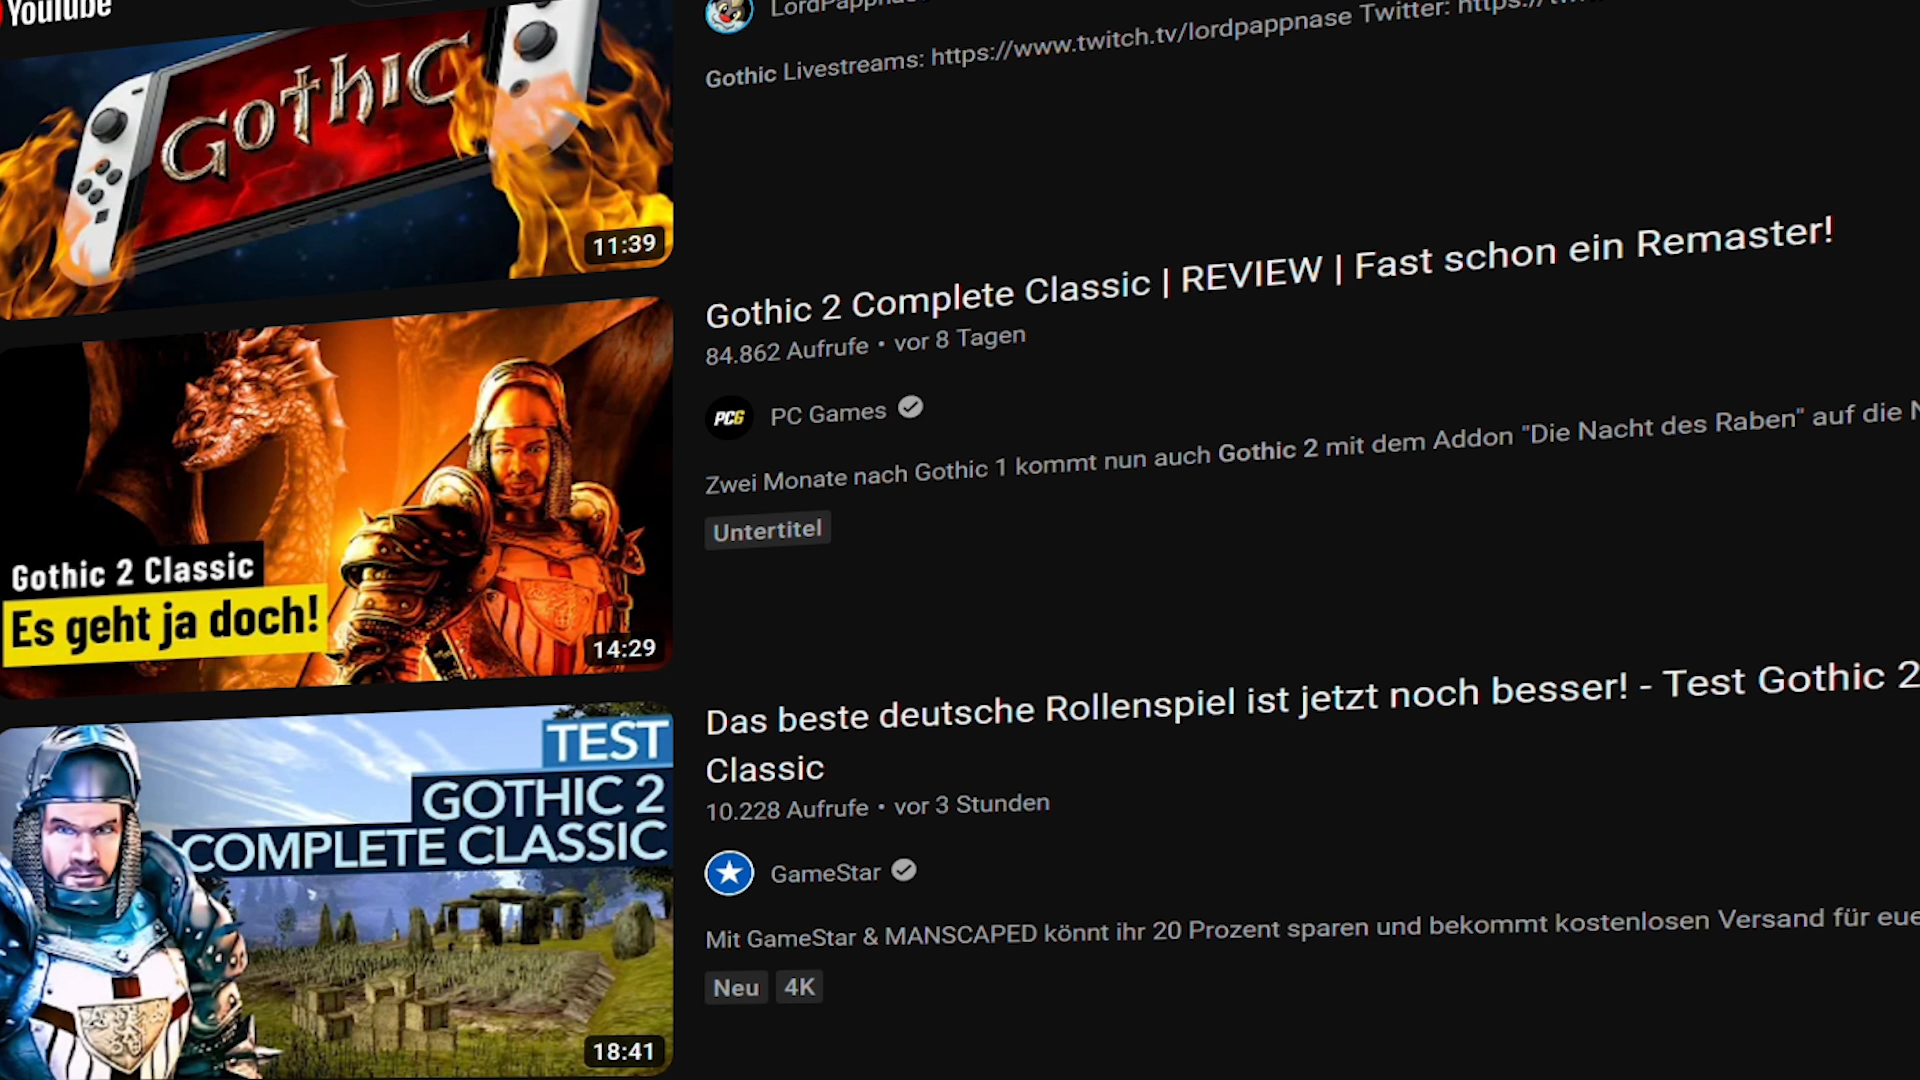 YouTube
GOTHIC
11:39
Gothic Livestreams: https://www.twitch.tv/lordpappnase Twitter:
Gothic 2 Classic
Es geht ja doch!
14:29
Gothic 2 Complete Classic | REVIEW | Fast schon ein Remaster!
84.862 Aufrufe • vor 8 Tagen
PCG
PC Games
Zwei Monate nach Gothic 1 kommt nun auch Gothic 2 mit dem Addon "Die Nacht des Raben" auf die
Untertitel
TEST
GOTHIC 2
COMPLETE CLASSIC
18:41
Das beste deutsche Rollenspiel ist jetzt noch besser! - Test Gothic 2
Classic
10.228 Aufrufe • vor 3 Stunden
GameStar
Mit GameStar & MANSCAPED könnt ihr 20 Prozent sparen und bekommt kostenlosen Versand für
Neu
4K